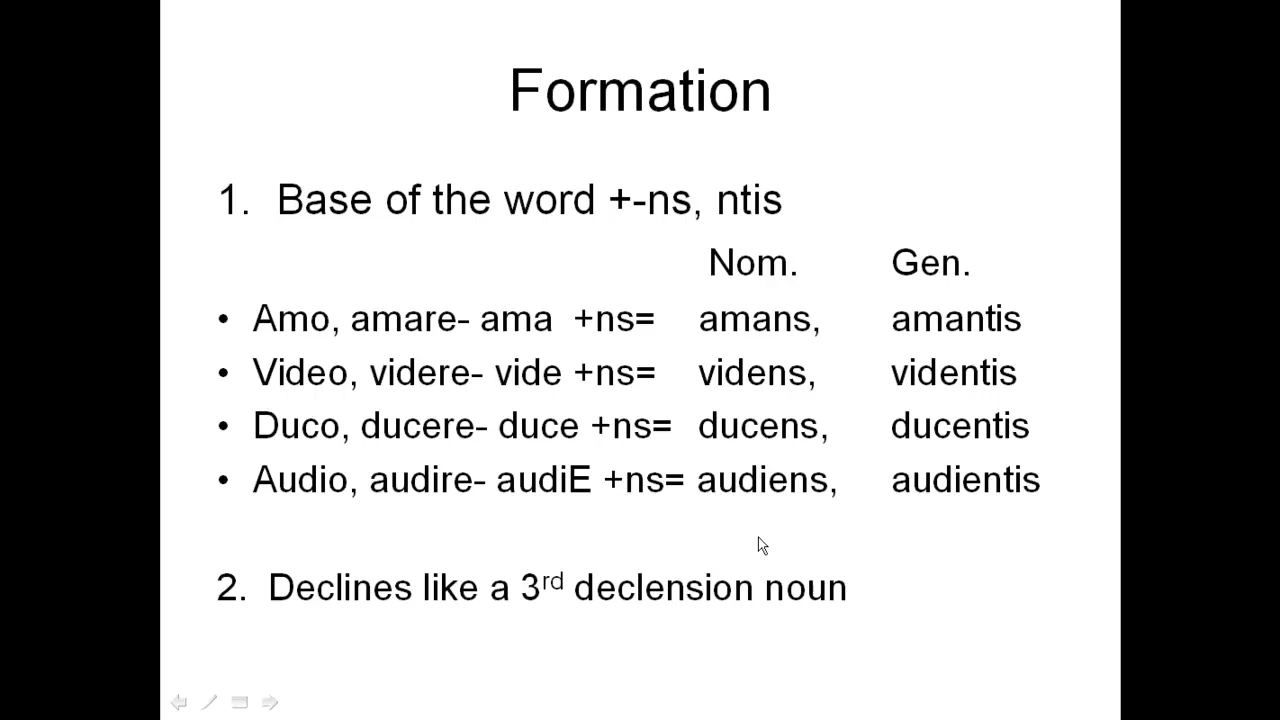 Formation
1. Base of the word +-ns, ntis
Nom. Gen.
• Amo, amare- ama +ns= amans, amantis
• Video, videre- vide +ns= videns, videntis
• Duco, ducere- duce +ns= ducens, ducentis
• Audio, audire- audiE +ns= audiens, audientis
2. Declines like a 3rd declension noun